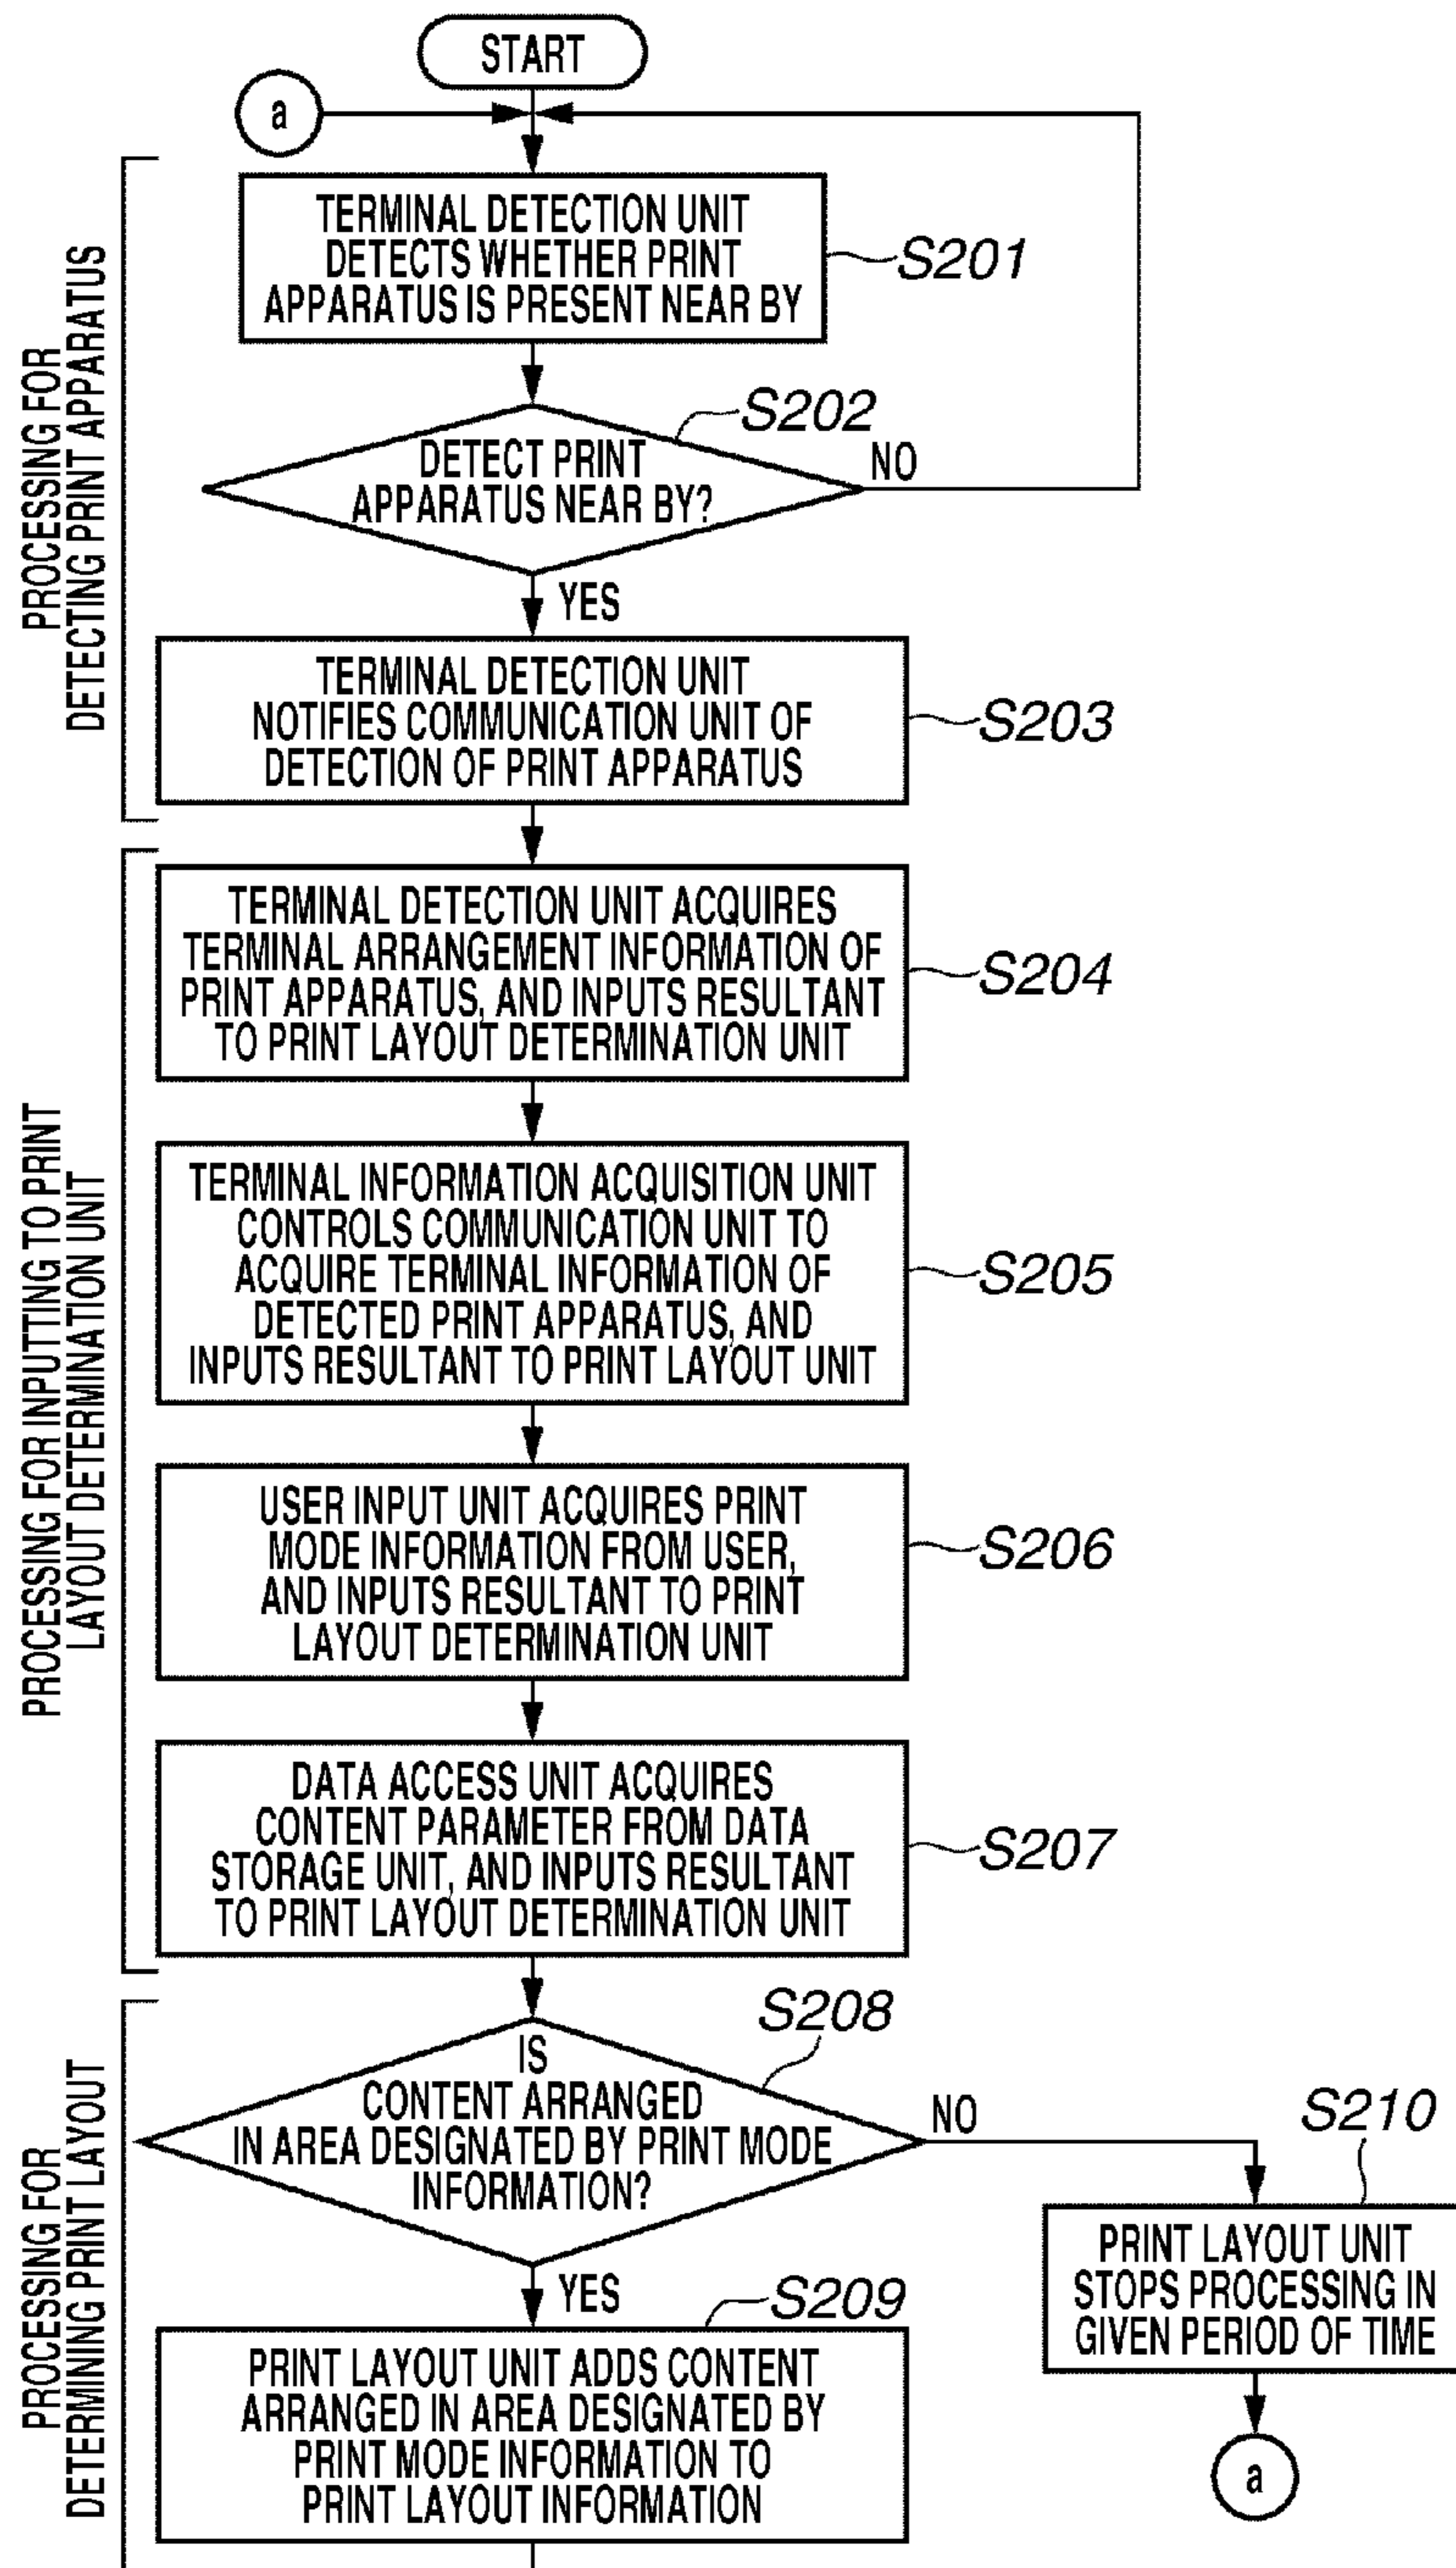 START
a
PROCESSING FOR
DETECTING PRINT APPARATUS
TERMINAL DETECTION UNIT
DETECTS WHETHER PRINT
APPARATUS IS PRESENT NEAR BY
S201
S202
DETECT PRINT
APPARATUS NEAR BY?
NO
YES
TERMINAL DETECTION UNIT
NOTIFIES COMMUNICATION UNIT OF
DETECTION OF PRINT APPARATUS
S203
PROCESSING FOR INPUTTING TO PRINT
LAYOUT DETERMINATION UNIT
TERMINAL DETECTION UNIT ACQUIRES
TERMINAL ARRANGEMENT INFORMATION OF
PRINT APPARATUS, AND INPUTS RESULTANT
TO PRINT LAYOUT DETERMINATION UNIT
S204
TERMINAL INFORMATION ACQUISITION UNIT
CONTROLS COMMUNICATION UNIT TO
ACQUIRE TERMINAL INFORMATION OF
DETECTED PRINT APPARATUS, AND
INPUTS RESULTANT TO PRINT LAYOUT UNIT
S205
USER INPUT UNIT ACQUIRES PRINT
MODE INFORMATION FROM USER,
AND INPUTS RESULTANT TO PRINT
LAYOUT DETERMINATION UNIT
S206
DATA ACCESS UNIT ACQUIRES
CONTENT PARAMETER FROM DATA
STORAGE UNIT, AND INPUTS RESULTANT
TO PRINT LAYOUT DETERMINATION UNIT
S207
PROCESSING FOR
DETERMINING PRINT LAYOUT
S208
IS
CONTENT ARRANGED
IN AREA DESIGNATED BY PRINT MODE
INFORMATION?
NO
YES
S210
PRINT LAYOUT UNIT
STOPS PROCESSING IN
GIVEN PERIOD OF TIME
a
S209
PRINT LAYOUT UNIT ADDS CONTENT
ARRANGED IN AREA DESIGNATED BY
PRINT MODE INFORMATION TO
PRINT LAYOUT INFORMATION